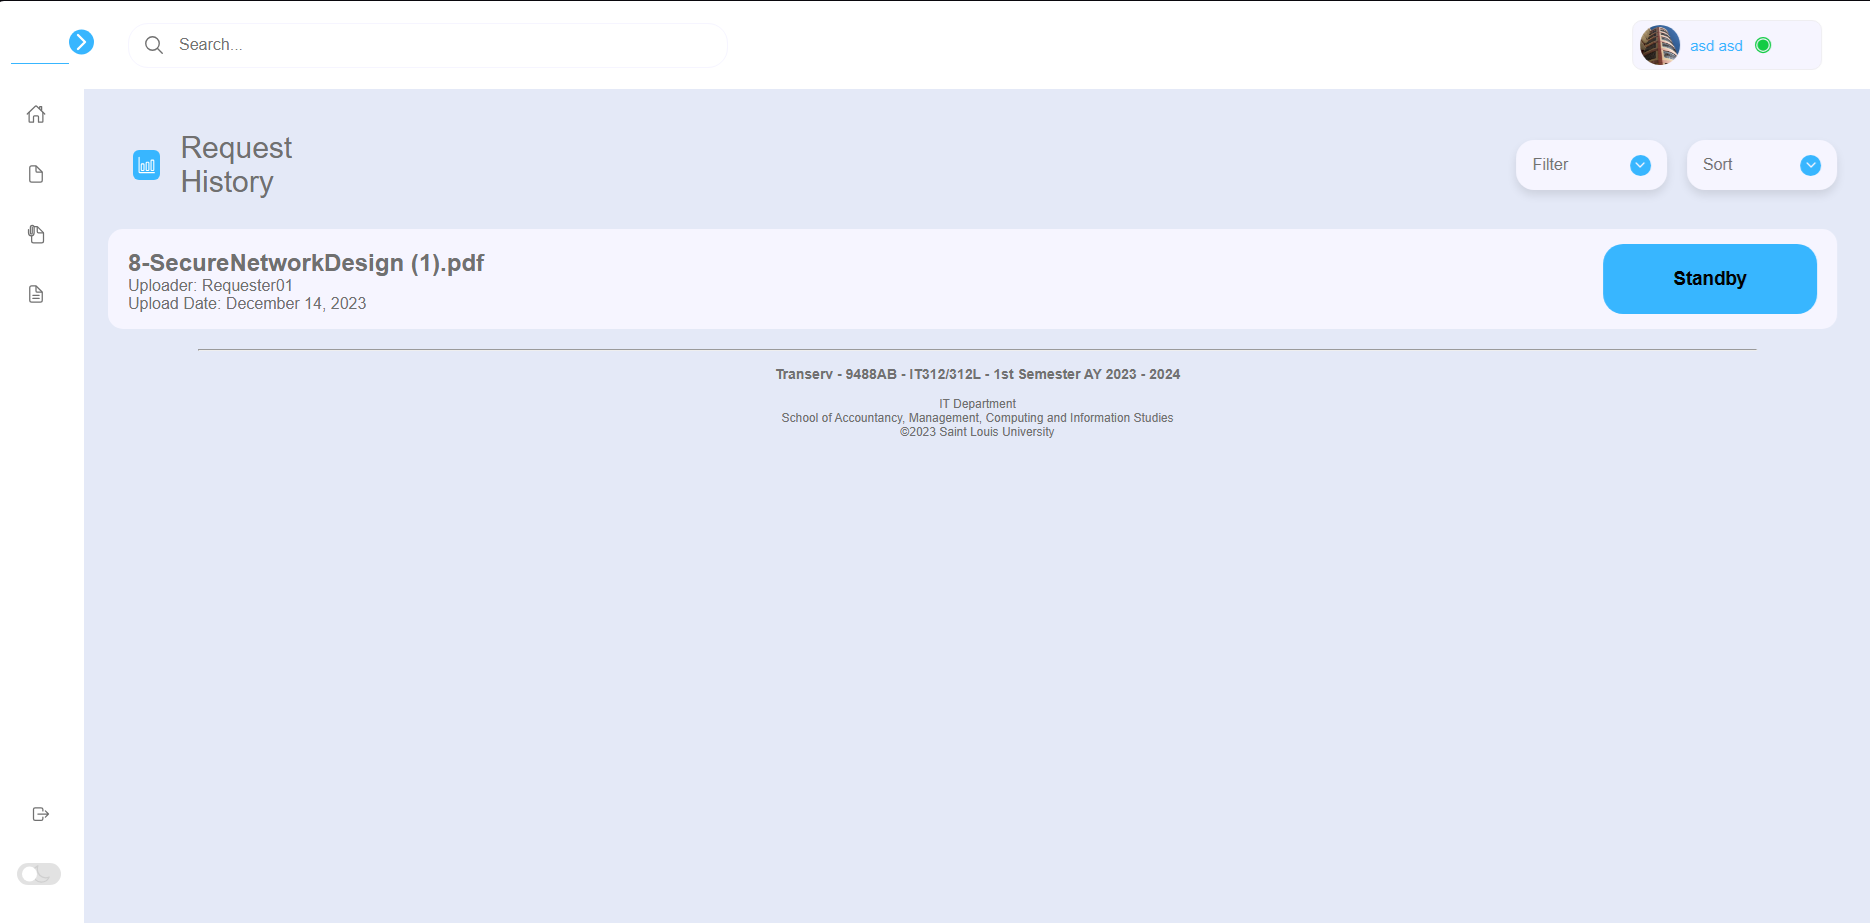 Search...
asd asd
Request
History
Filter
Sort
8-SecureNetworkDesign (1).pdf
Uploader: Requester01
Upload Date: December 14, 2023
Standby
Transerv - 9488AB - IT312/312L - 1st Semester AY 2023 - 2024
IT Department
School of Accountancy, Management, Computing and Information Studies
©2023 Saint Louis University